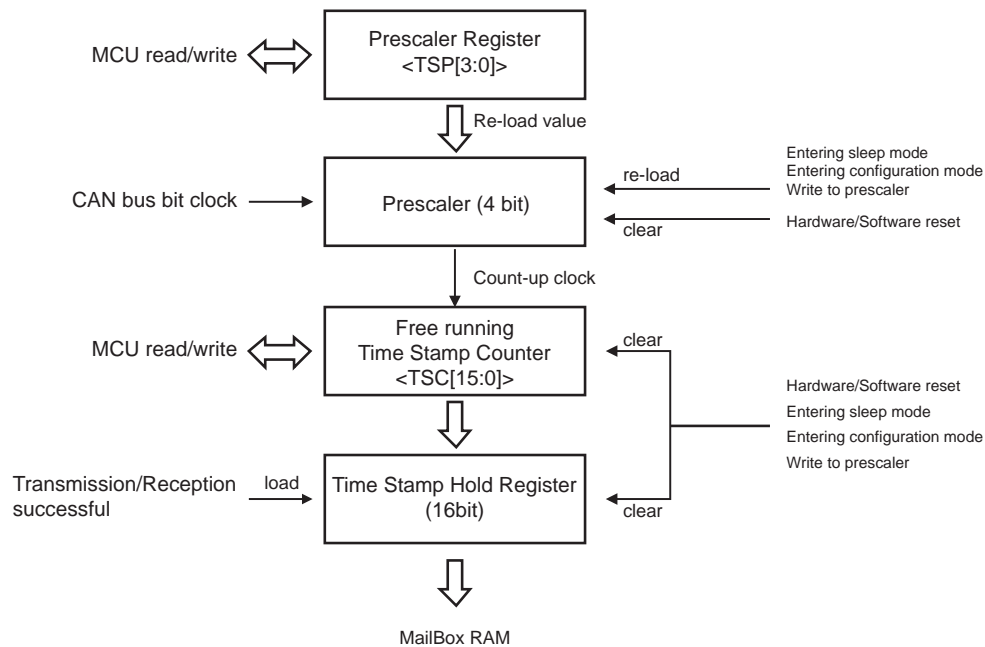 MCU read/write
Prescaler Register
<TSP[3:0]>
Re-load value
CAN bus bit clock
Prescaler (4 bit)
re-load
Entering sleep mode
Entering configuration mode
Write to prescaler
clear
Hardware/Software reset
Count-up clock
MCU read/write
Free running
Time Stamp Counter
<TSC[15:0]>
clear
Hardware/Software reset
Entering sleep mode
Entering configuration mode
Write to prescaler
Transmission/Reception
successful
load
Time Stamp Hold Register
(16bit)
clear
MailBox RAM